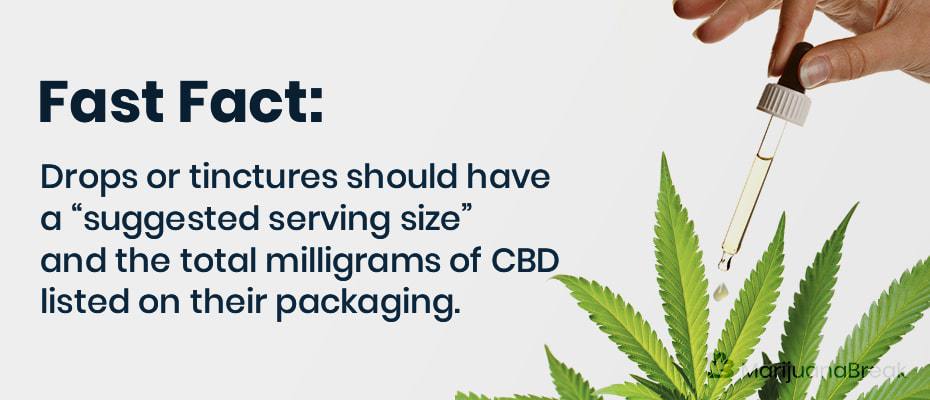 Fast Fact:
Drops or tinctures should have
a “suggested serving size”
and the total milligrams of CBD
listed on their packaging.
MarijuanaBreak